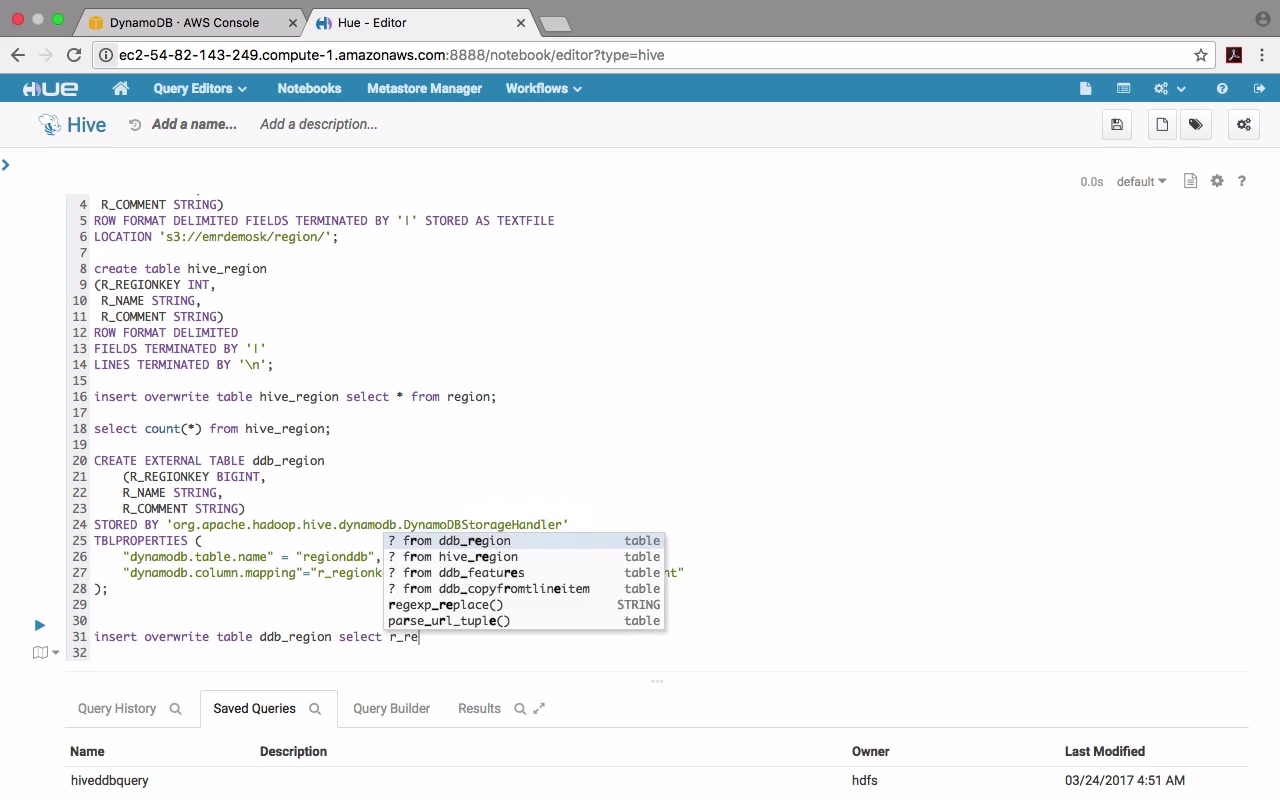 DynamoDB · AWS Console
Hue - Editor
ec2-54-82-143-249.compute-1.amazonaws.com:8888/notebook/editor?type=hive
HUE Query Editors Notebooks Metastore Manager Workflows
Hive Add a name... Add a description...
0.0s default ?
4 R_COMMENT STRING)
5 ROW FORMAT DELIMITED FIELDS TERMINATED BY '|' STORED AS TEXTFILE
6 LOCATION 's3://emrdemosk/region/';
7
8 create table hive_region
9 (R_REGIONKEY INT,
10 R_NAME STRING,
11 R_COMMENT STRING)
12 ROW FORMAT DELIMITED
13 FIELDS TERMINATED BY '|'
14 LINES TERMINATED BY '\n';
15
16 insert overwrite table hive_region select * from region;
17
18 select count(*) from hive_region;
19
20 CREATE EXTERNAL TABLE ddb_region
21 (R_REGIONKEY BIGINT,
22 R_NAME STRING,
23 R_COMMENT STRING)
24 STORED BY 'org.apache.hadoop.hive.dynamodb.DynamoDBStorageHandler'
25 TBLPROPERTIES (
26 "dynamodb.table.name" = "regionddb",
27 "dynamodb.column.mapping"="r_regionk
28 );
29
30
31 insert overwrite table ddb_region select r_re
32
? from ddb_region table
? from hive_region table
? from ddb_features table
? from ddb_copyfromtlineitem table
regexp_replace() STRING
parse_url_tuple() table
Query History Saved Queries Query Builder Results
Name Description Owner Last Modified
hiveddbquery hdfs 03/24/2017 4:51 AM